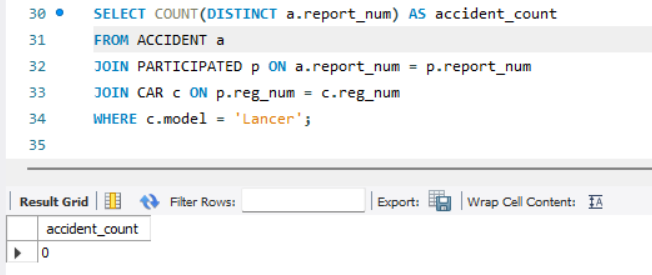 30 SELECT COUNT(DISTINCT a.report_num) AS accident_count
31 FROM ACCIDENT a
32 JOIN PARTICIPATED p ON a.report_num = p.report_num
33 JOIN CAR c ON p.reg_num = c.reg_num
34 WHERE c.model = 'Lancer';
35
Result Grid Filter Rows: Export: Wrap Cell Content: IA
accident_count
0